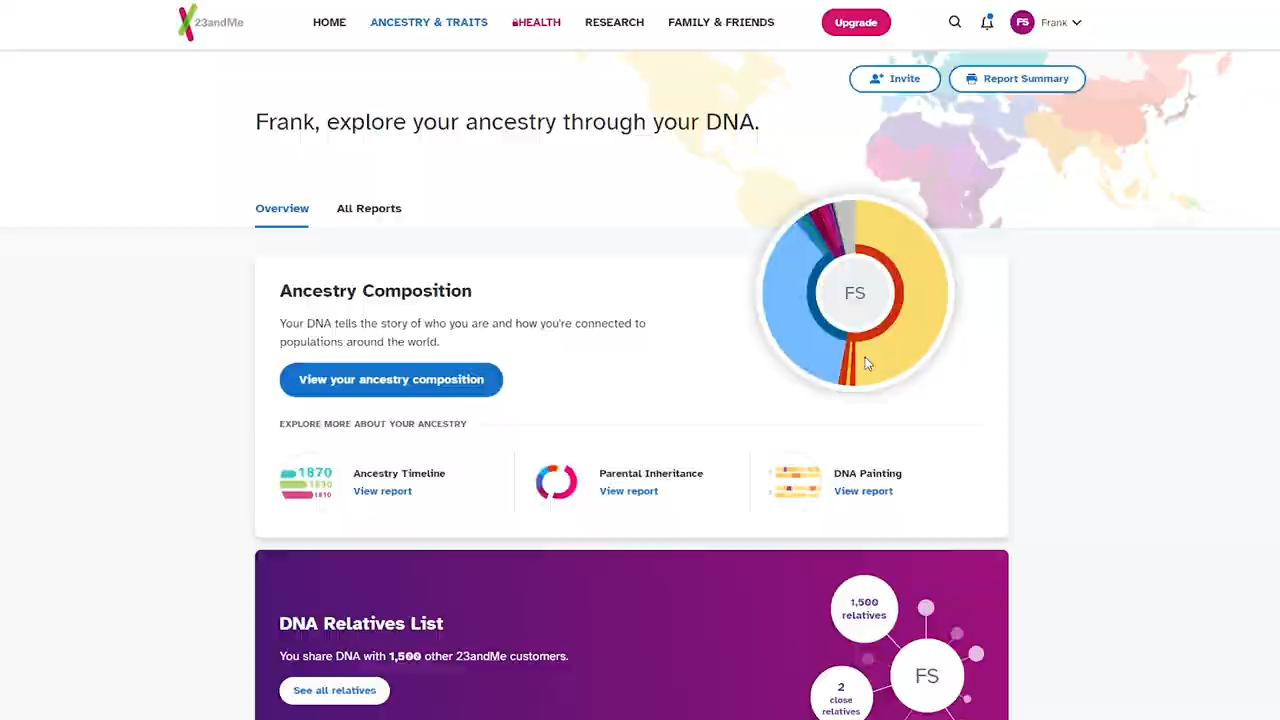 23andMe
HOME
ANCESTRY & TRAITS
HEALTH
RESEARCH
FAMILY & FRIENDS
Upgrade
FS
Frank
Invite
Report Summary
Frank, explore your ancestry through your DNA.
Overview
All Reports
FS
Ancestry Composition
Your DNA tells the story of who you are and how you're connected to
populations around the world.
View your ancestry composition
EXPLORE MORE ABOUT YOUR ANCESTRY
1870
1830
1810
Ancestry Timeline
View report
Parental Inheritance
View report
DNA Painting
View report
DNA Relatives List
You share DNA with 1,500 other 23andMe customers.
See all relatives
1,500
relatives
FS
2
close
relatives